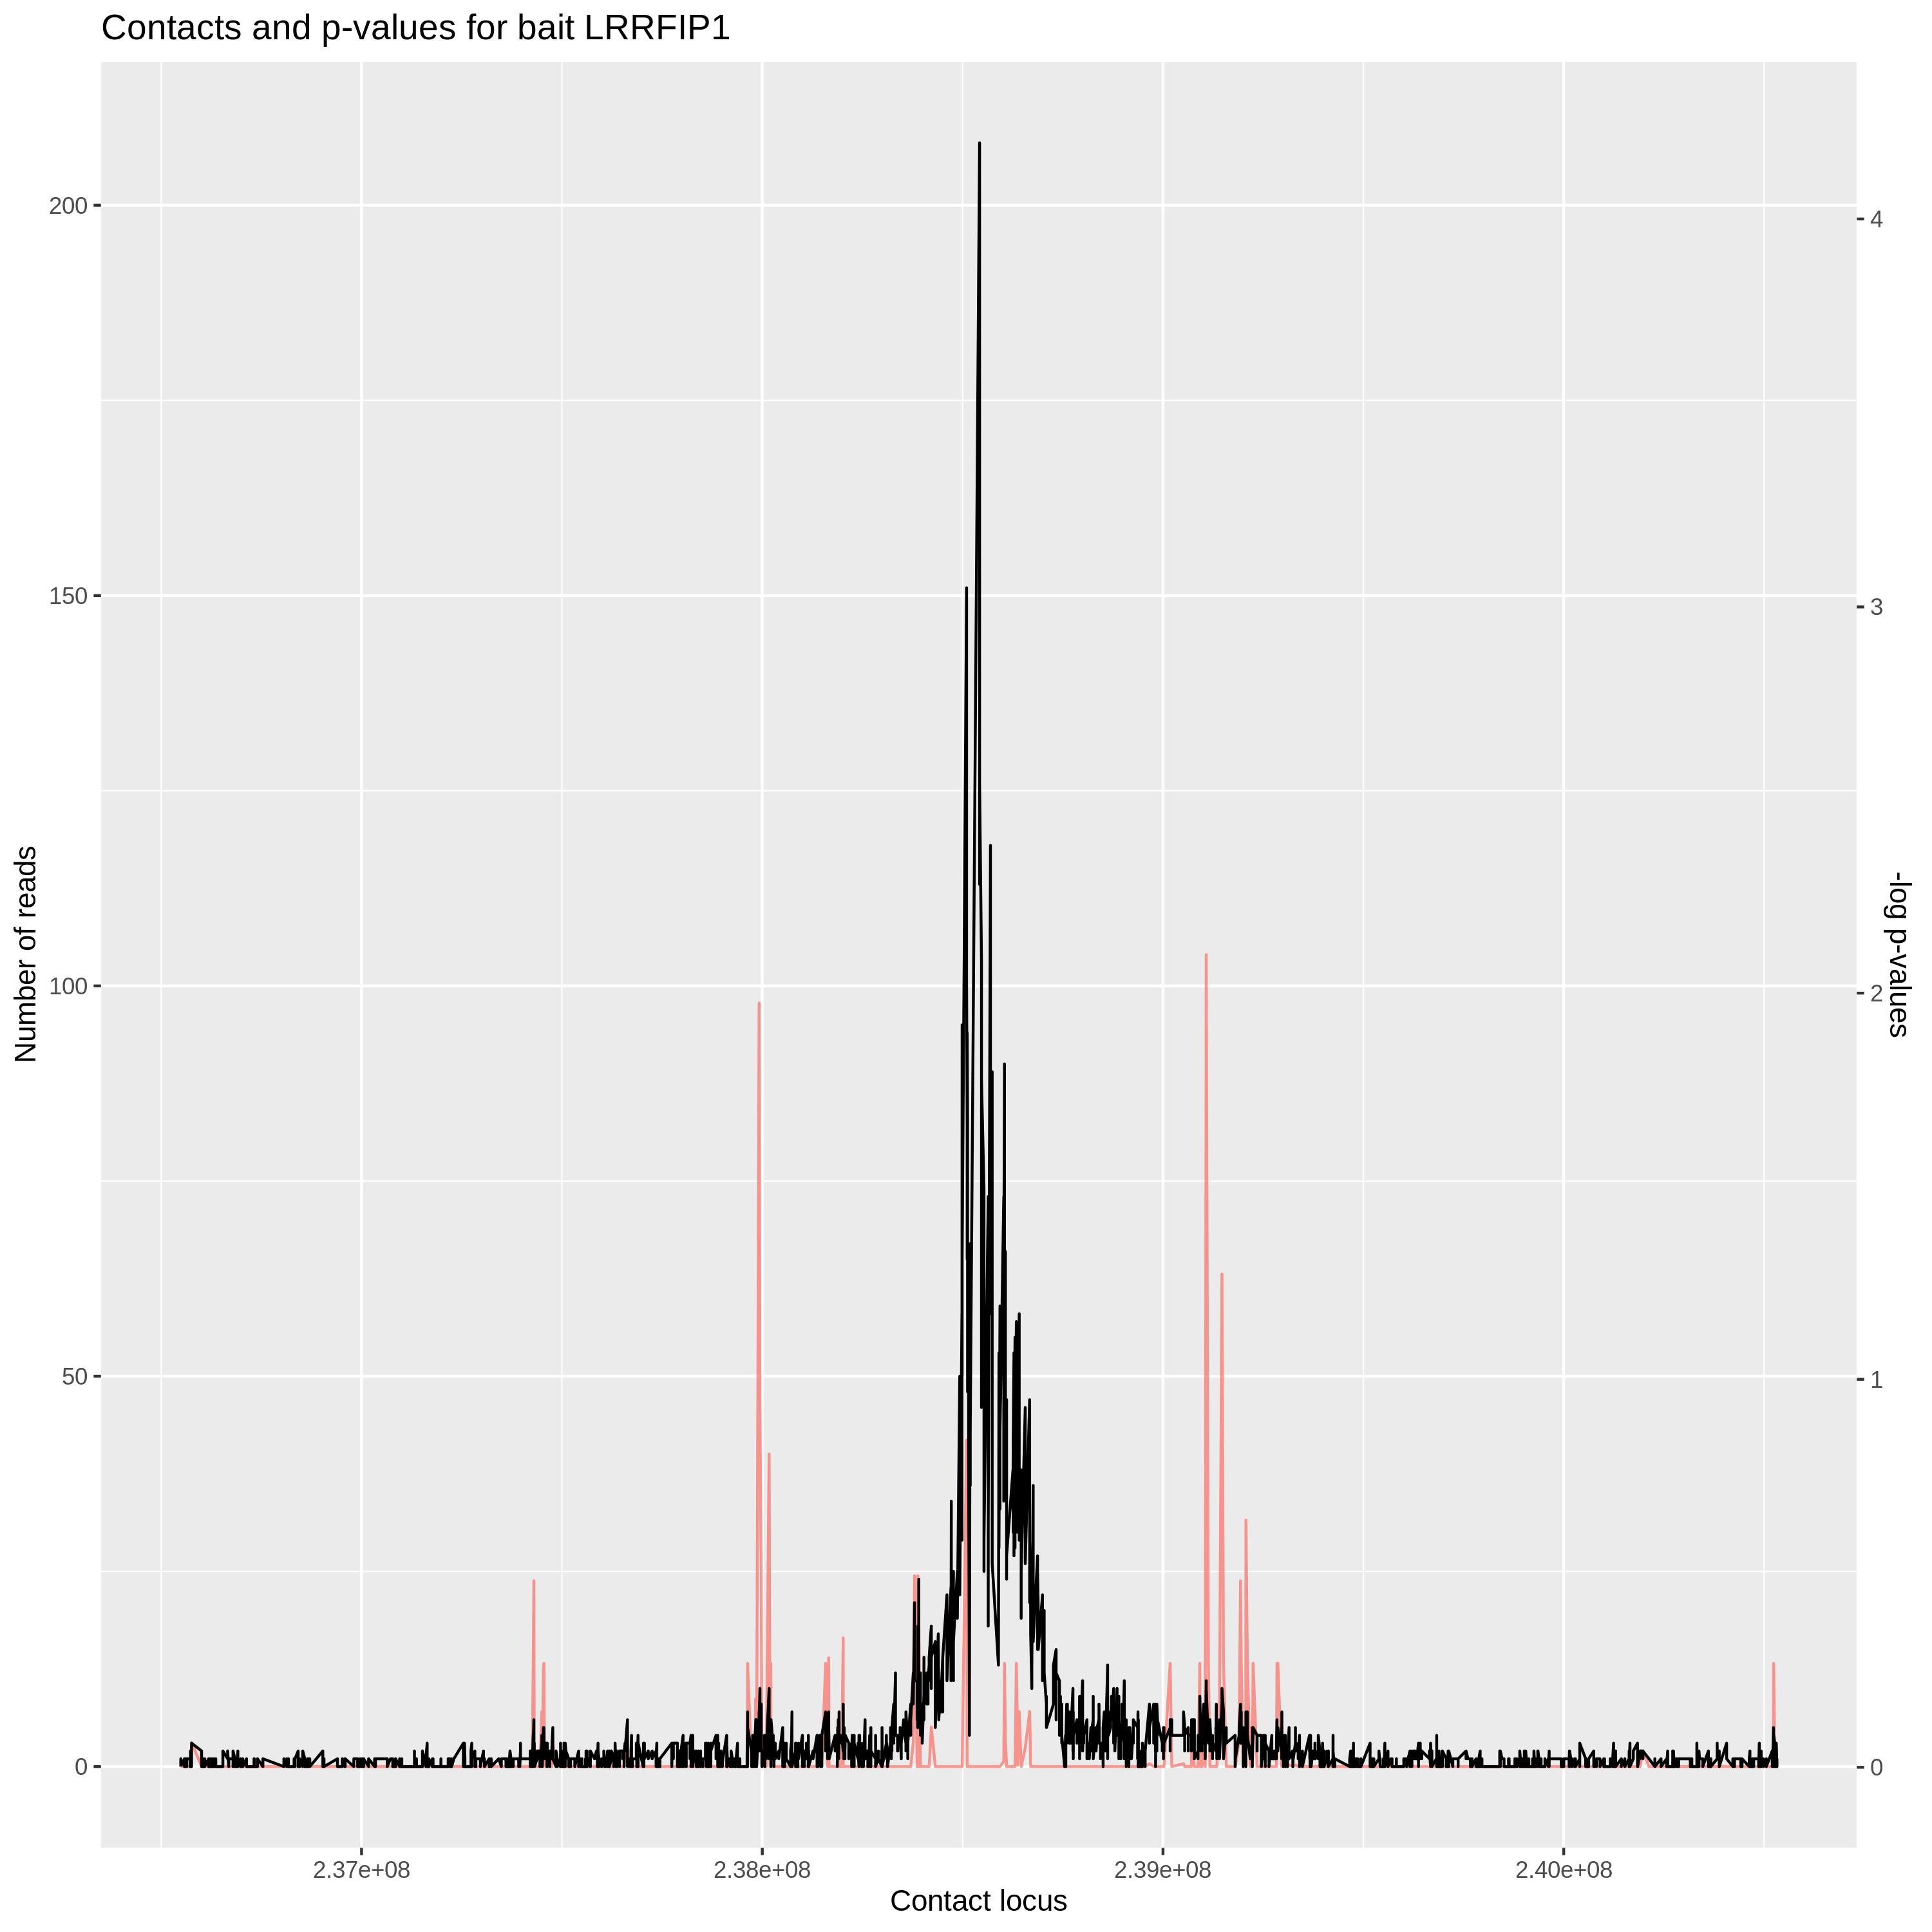 Contacts and p-values for bait LRRFIP1
200
150
100
50
0
Number of reads
4
3
2
1
0
-log p-values
2.37e+08
2.38e+08
2.39e+08
2.40e+08
Contact locus